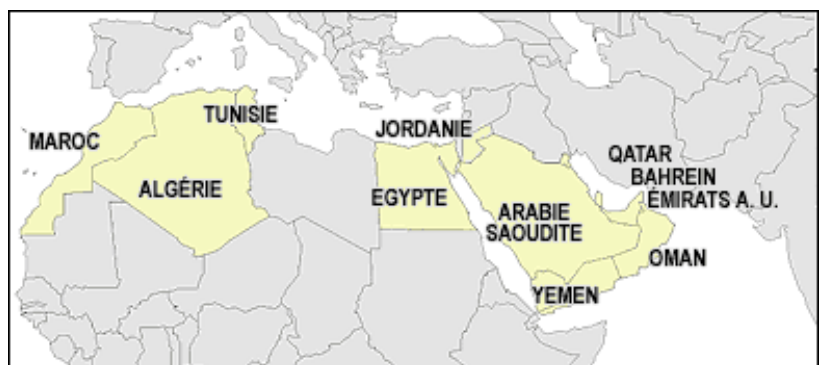 TUNISIE
MAROC
JORDANIE
QATAR
BAHREIN
ALGÉRIE
EGYPTE
ÉMIRATS A. U.
ARABIE
SAOUDITE
OMAN
YEMEN